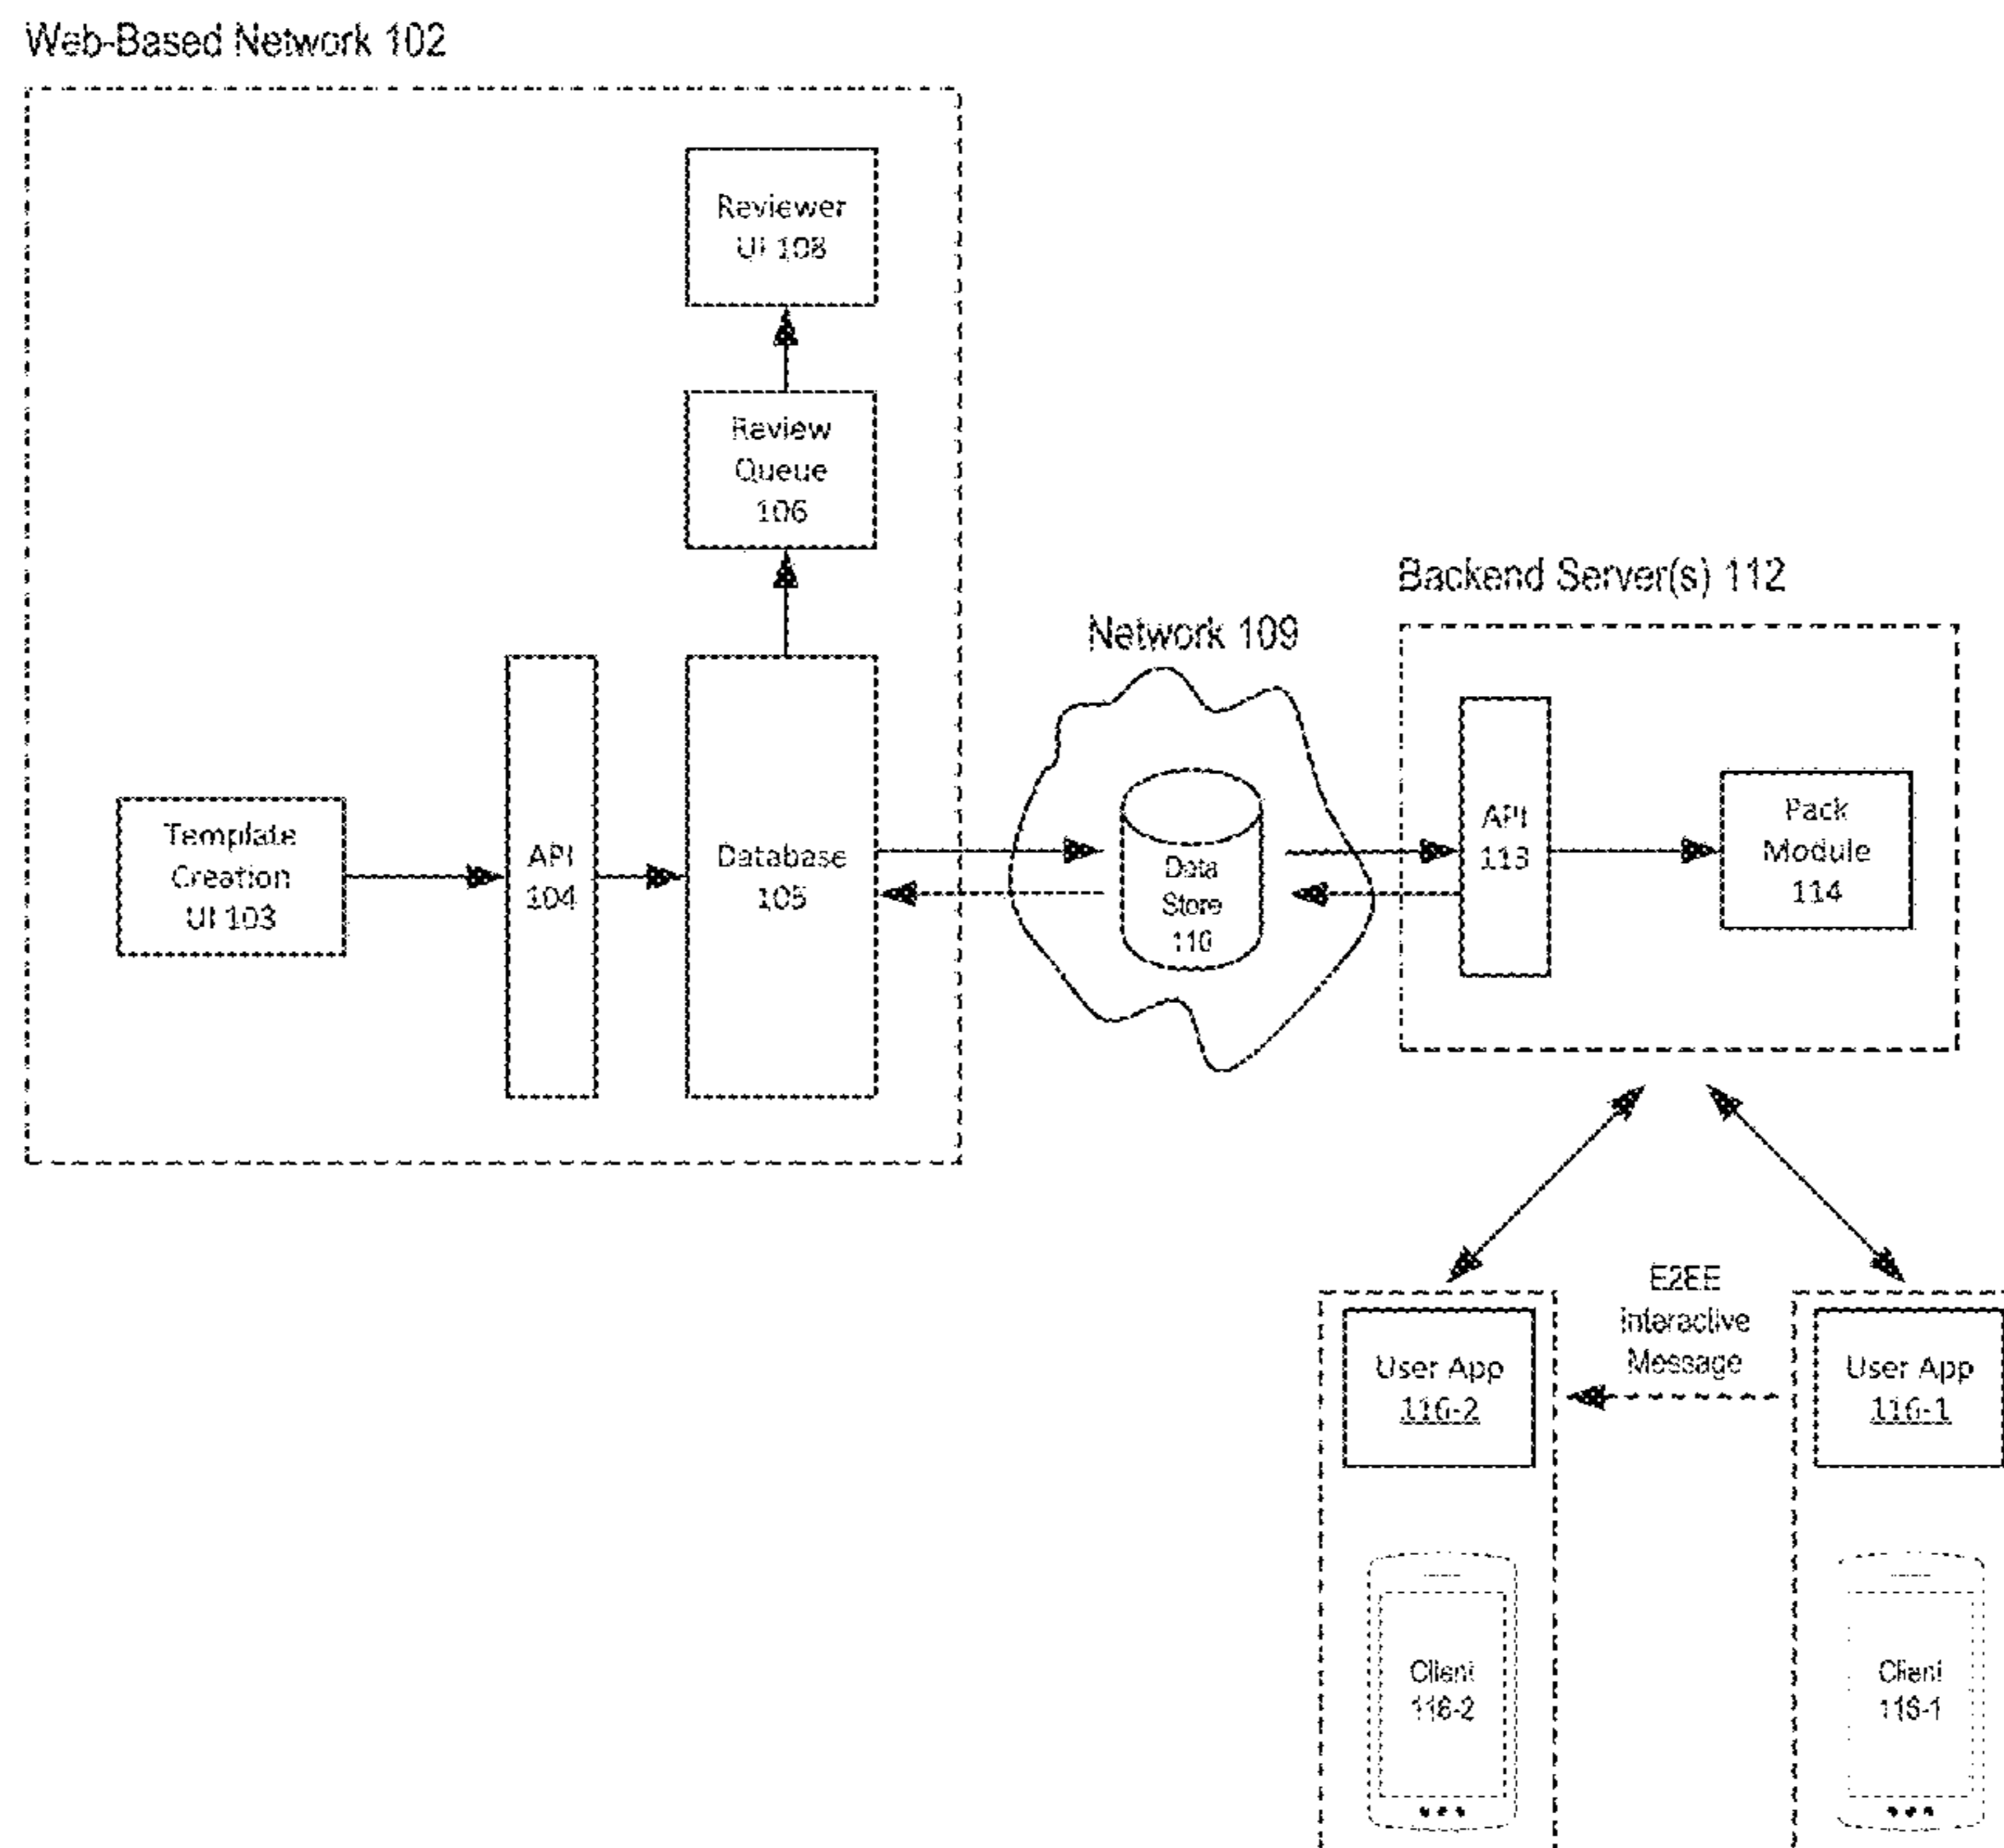 Web-Based Network 102
Reviewer
UI 108
Review
Queue
106
Backend Server(s) 112
Network 109
Template
Creation
UI 103
API
104
Database
105
Data
Store
110
API
113
Pack
Module
114
E2EE
Interactive
Message
User App
116-2
User App
116-1
Client
118-2
Client
118-1